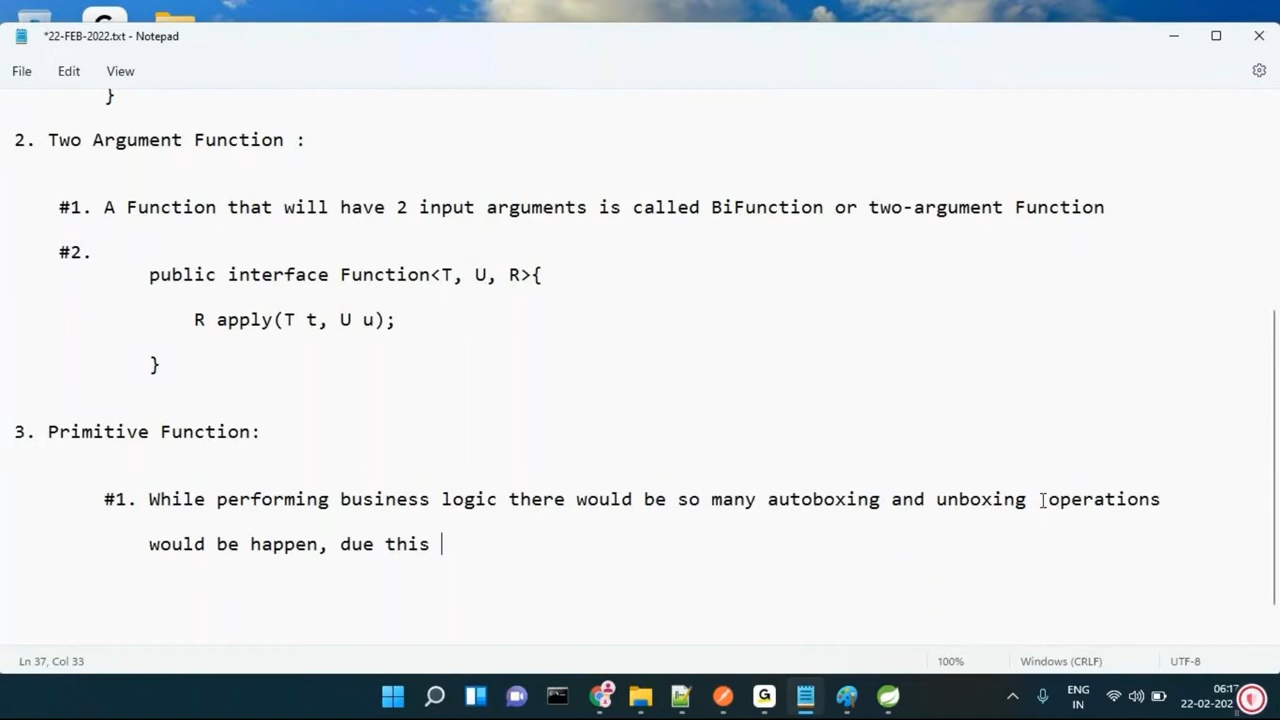 *22-FEB-2022.txt - Notepad
File Edit View
}
2. Two Argument Function :
#1. A Function that will have 2 input arguments is called BiFunction or two-argument Function
#2.
public interface Function<T, U, R>{
R apply(T t, U u);
}
3. Primitive Function:
#1. While performing business logic there would be so many autoboxing and unboxing operations
would be happen, due this
Ln 37, Col 33
100%
Windows (CRLF)
UTF-8
ENG
IN
06:17
22-02-202